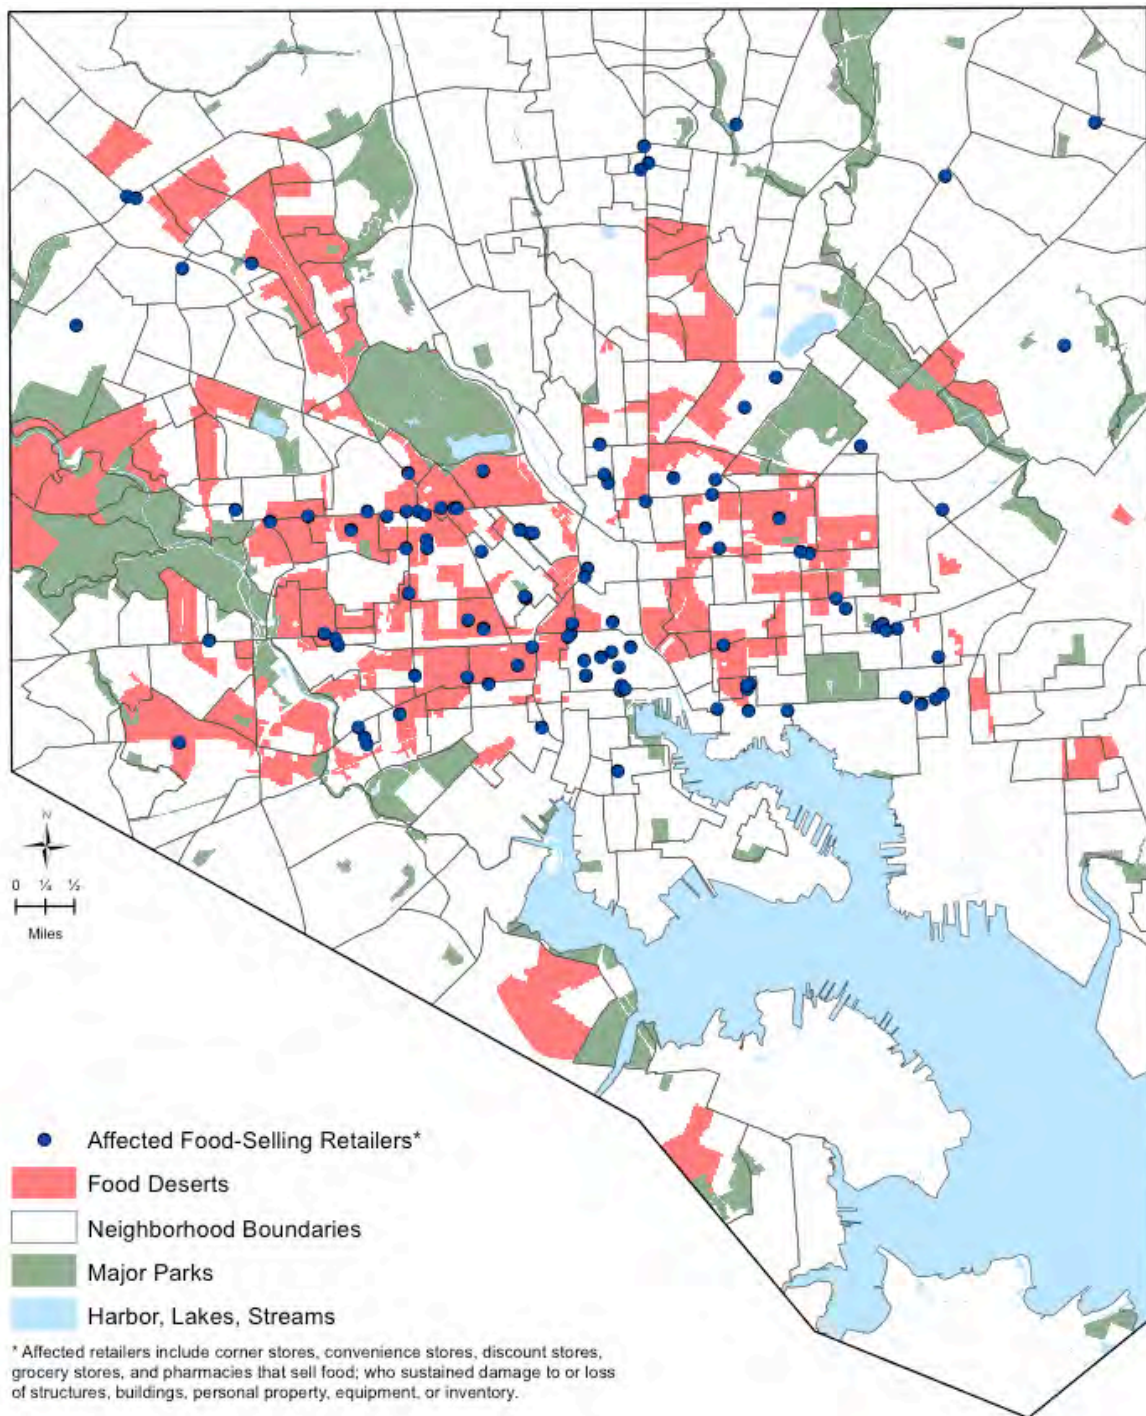 N
0 ¼ ½
Miles
Affected Food-Selling Retailers*
Food Deserts
Neighborhood Boundaries
Major Parks
Harbor, Lakes, Streams
* Affected retailers include corner stores, convenience stores, discount stores,
grocery stores, and pharmacies that sell food; who sustained damage to or loss
of structures, buildings, personal property, equipment, or inventory.